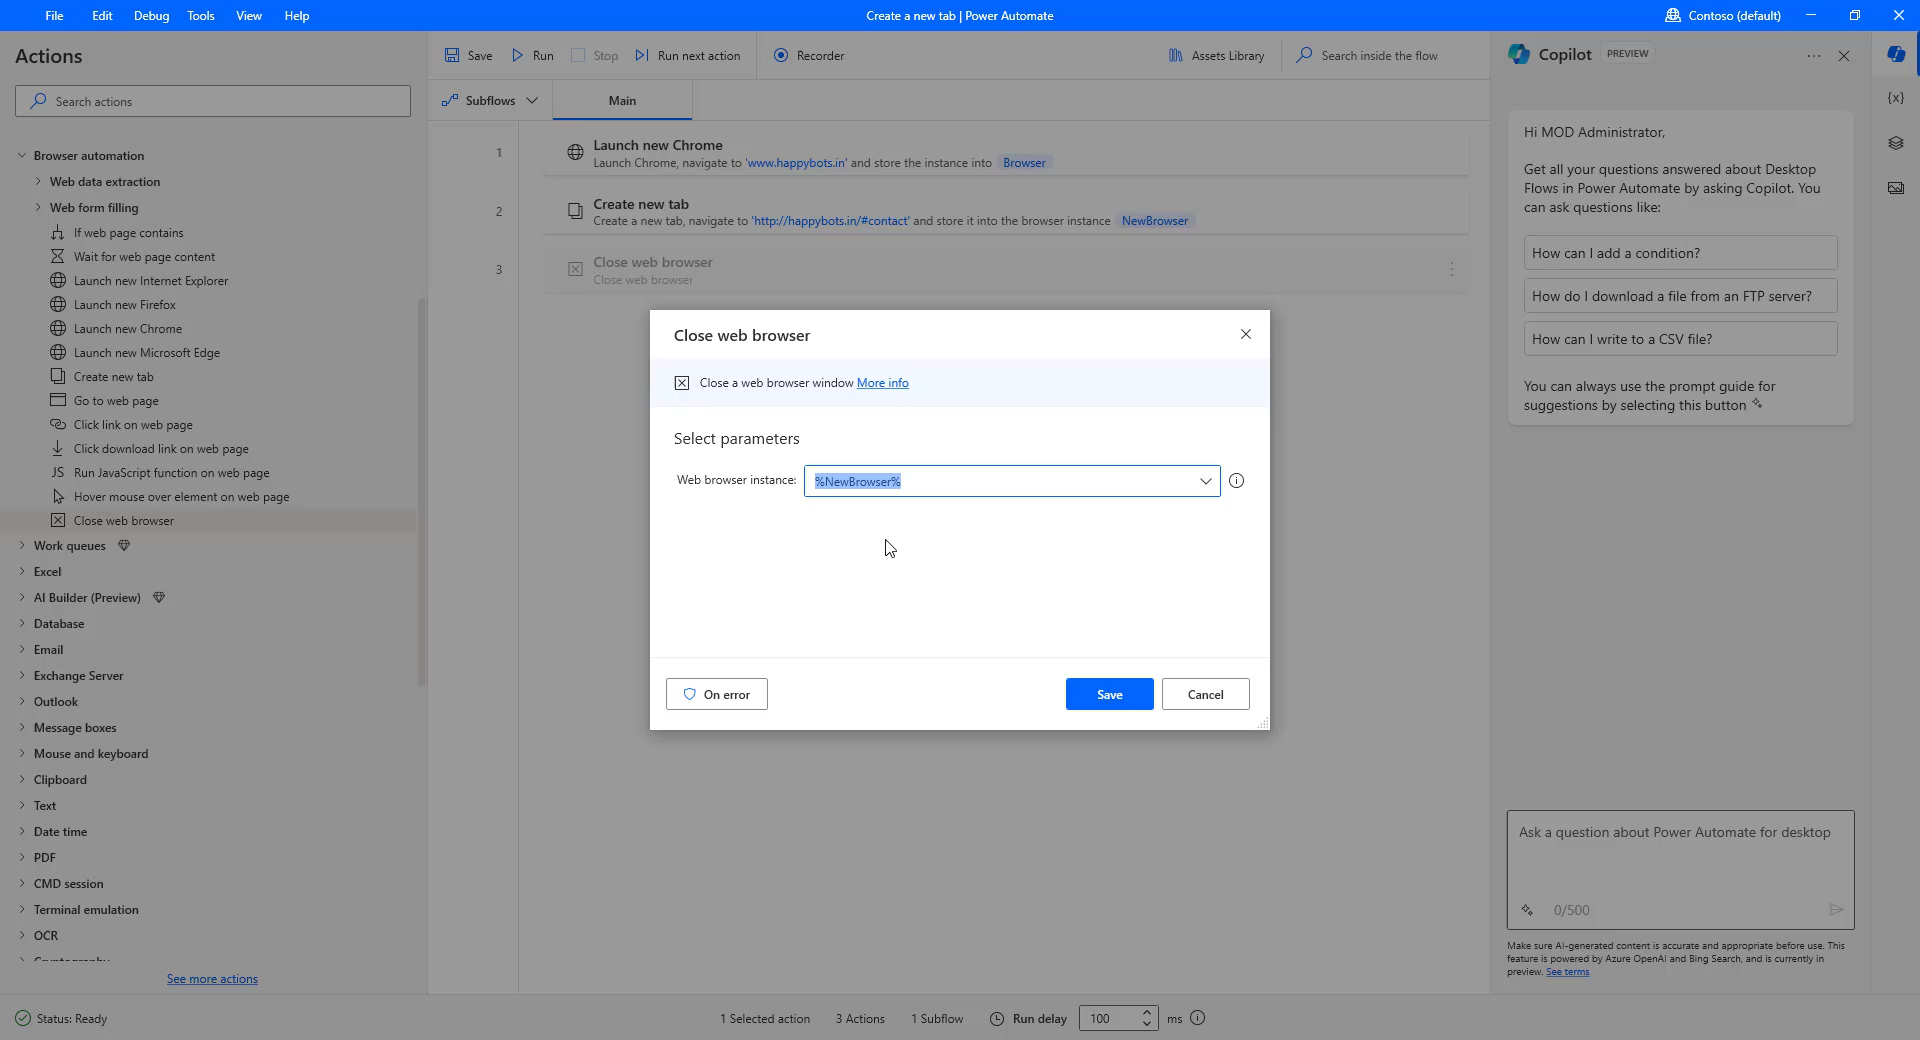 File Edit Debug Tools View Help
Create a new tab | Power Automate
Contoso (default)
Actions
Search actions
Browser automation
Web data extraction
Web form filling
If web page contains
Wait for web page content
Launch new Internet Explorer
Launch new Firefox
Launch new Chrome
Launch new Microsoft Edge
Create new tab
Go to web page
Click link on web page
Click download link on web page
JS Run JavaScript function on web page
Hover mouse over element on web page
Close web browser
Work queues
Excel
AI Builder (Preview)
Database
Email
Exchange Server
Outlook
Message boxes
Mouse and keyboard
Clipboard
Text
Date time
PDF
CMD session
Terminal emulation
OCR
Cryptography
See more actions
Save Run Stop Run next action Recorder
Assets Library Search inside the flow
Subflows Main
1
Launch new Chrome
Launch Chrome, navigate to 'www.happybots.in' and store the instance into Browser
2
Create new tab
Create a new tab, navigate to 'http://happybots.in/#contact' and store it into the browser instance NewBrowser
3
Close web browser
Close web browser
Close web browser
Close a web browser window More info
Select parameters
Web browser instance: %NewBrowser%
On error Save Cancel
Copilot PREVIEW
{x}
Hi MOD Administrator,
Get all your questions answered about Desktop
Flows in Power Automate by asking Copilot. You
can ask questions like:
How can I add a condition?
How do I download a file from an FTP server?
How can I write to a CSV file?
You can always use the prompt guide for
suggestions by selecting this button
Ask a question about Power Automate for desktop
0/500
Make sure AI-generated content is accurate and appropriate before use. This
feature is powered by Azure OpenAI and Bing Search, and is currently in
preview. See terms
Status: Ready
1 Selected action 3 Actions 1 Subflow Run delay 100 ms